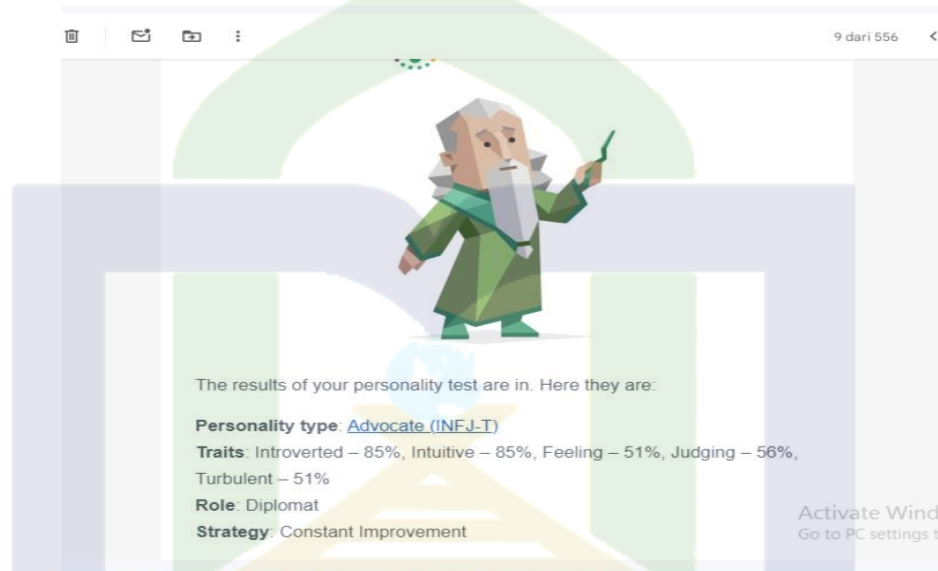 9 dari 556
The results of your personality test are in. Here they are:
Personality type: Advocate (INFJ-T)
Traits: Introverted – 85%, Intuitive – 85%, Feeling – 51%, Judging – 56%,
Turbulent – 51%
Role: Diplomat
Strategy: Constant Improvement
Activate Wind
Go to PC settings t